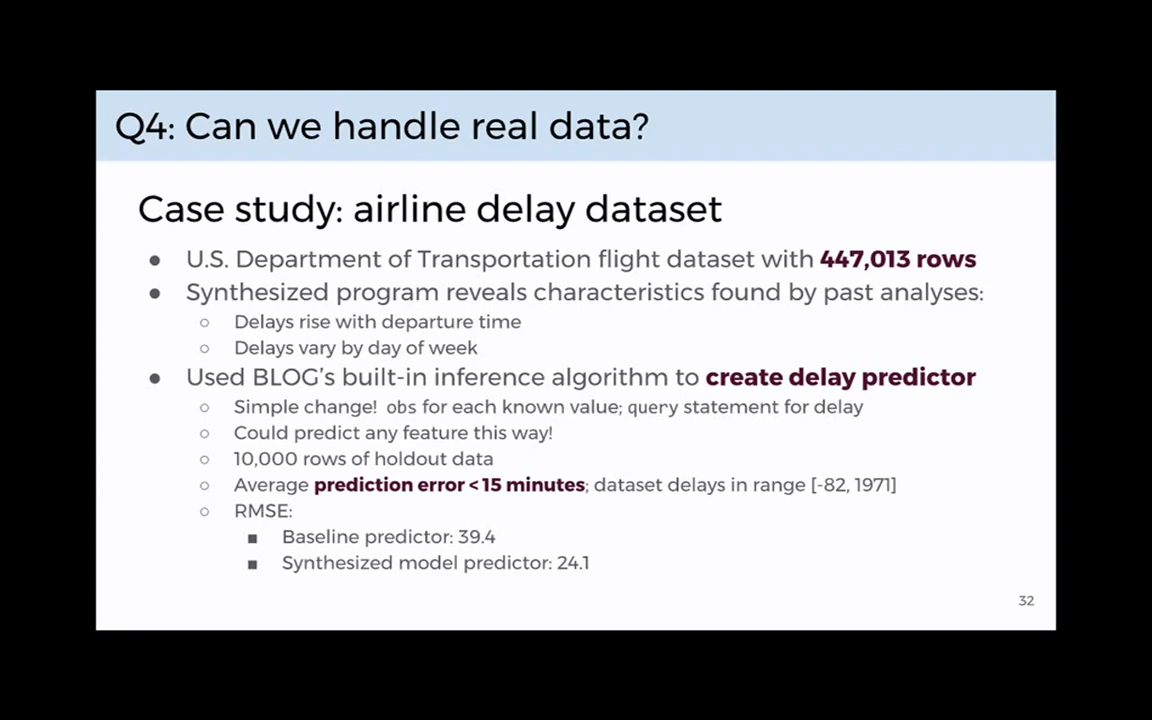 Q4: Can we handle real data?
Case study: airline delay dataset
● U.S. Department of Transportation flight dataset with 447,013 rows
● Synthesized program reveals characteristics found by past analyses:
○ Delays rise with departure time
○ Delays vary by day of week
● Used BLOG's built-in inference algorithm to create delay predictor
○ Simple change! obs for each known value; query statement for delay
○ Could predict any feature this way!
○ 10,000 rows of holdout data
○ Average prediction error < 15 minutes; dataset delays in range [-82, 1971]
○ RMSE:
■ Baseline predictor: 39.4
■ Synthesized model predictor: 24.1
32